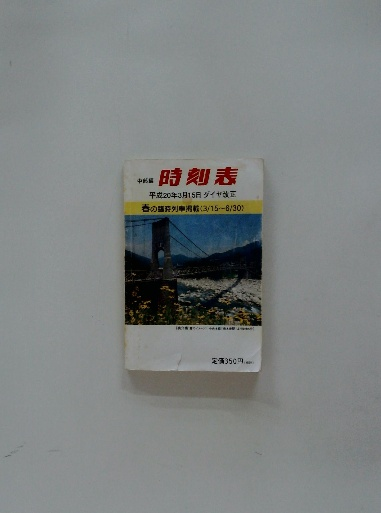 中部編 時刻表
平成20年3月15日 ダイヤ改正
春の臨時列車掲載(3/15~6/30)
定価350円